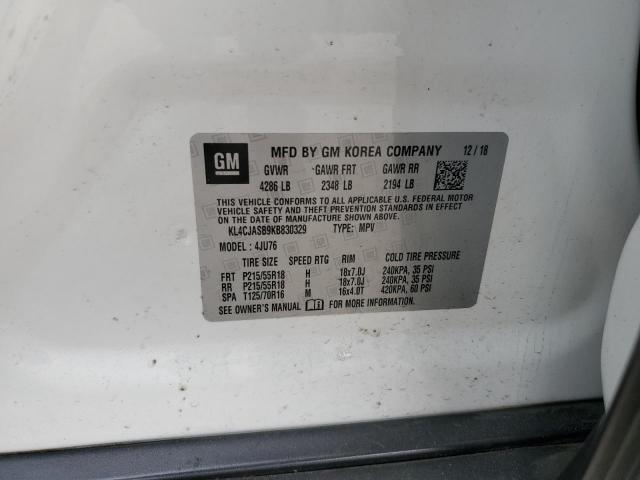 GM
MFD BY GM KOREA COMPANY 12/18
GVWR GAWR FRT GAWR RR
4286 LB 2348 LB 2194 LB
THIS VEHICLE CONFORMS TO ALL APPLICABLE U.S. FEDERAL MOTOR
VEHICLE SAFETY AND THEFT PREVENTION STANDARDS IN EFFECT
ON THE DATE OF MANUFACTURE SHOWN ABOVE.
KL4CJASB9KB830329 TYPE: MPV
MODEL: 4JU76
TIRE SIZE SPEED RTG RIM COLD TIRE PRESSURE
FRT P215/55R18 H 18x7.0J 240KPA, 35 PSI
RR P215/55R18 H 18x7.0J 240KPA, 35 PSI
SPA T125/70R16 M 16x4.0T 420KPA, 60 PSI
SEE OWNER'S MANUAL FOR MORE INFORMATION.